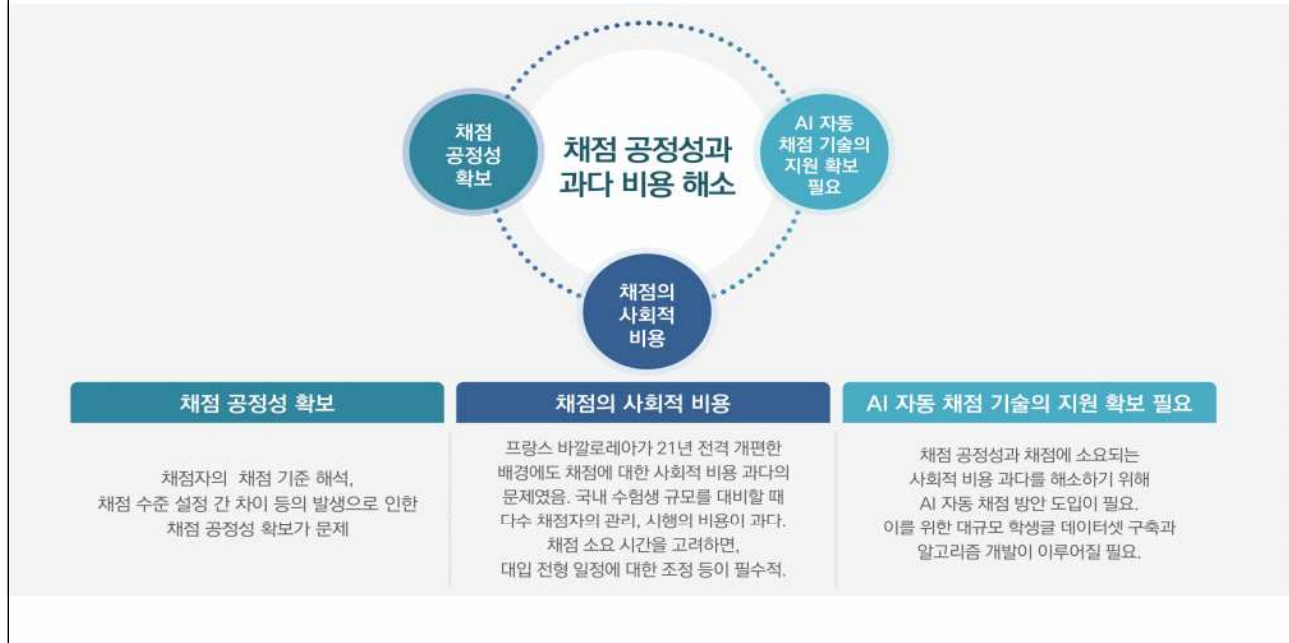 채점
공정성
확보
채점 공정성과
과다 비용 해소
AI 자동
채점 기술의
지원 확보
필요
채점의
사회적
비용
채점 공정성 확보
채점자의 채점 기준 해석,
채점 수준 설정 간 차이 등의 발생으로 인한
채점 공정성 확보가 문제
채점의 사회적 비용
프랑스 바깔로레아가 21년 전격 개편한
배경에도 채점에 대한 사회적 비용 과다의
문제였음. 국내 수험생 규모를 대비할 때
다수 채점자의 관리, 시행의 비용이 과다.
채점 소요 시간을 고려하면,
대입 전형 일정에 대한 조정 등이 필수적.
AI 자동 채점 기술의 지원 확보 필요
채점 공정성과 채점에 소요되는
사회적 비용 과다를 해소하기 위해
AI 자동 채점 방안 도입이 필요.
이를 위한 대규모 학생글 데이터셋 구축과
알고리즘 개발이 이루어질 필요.